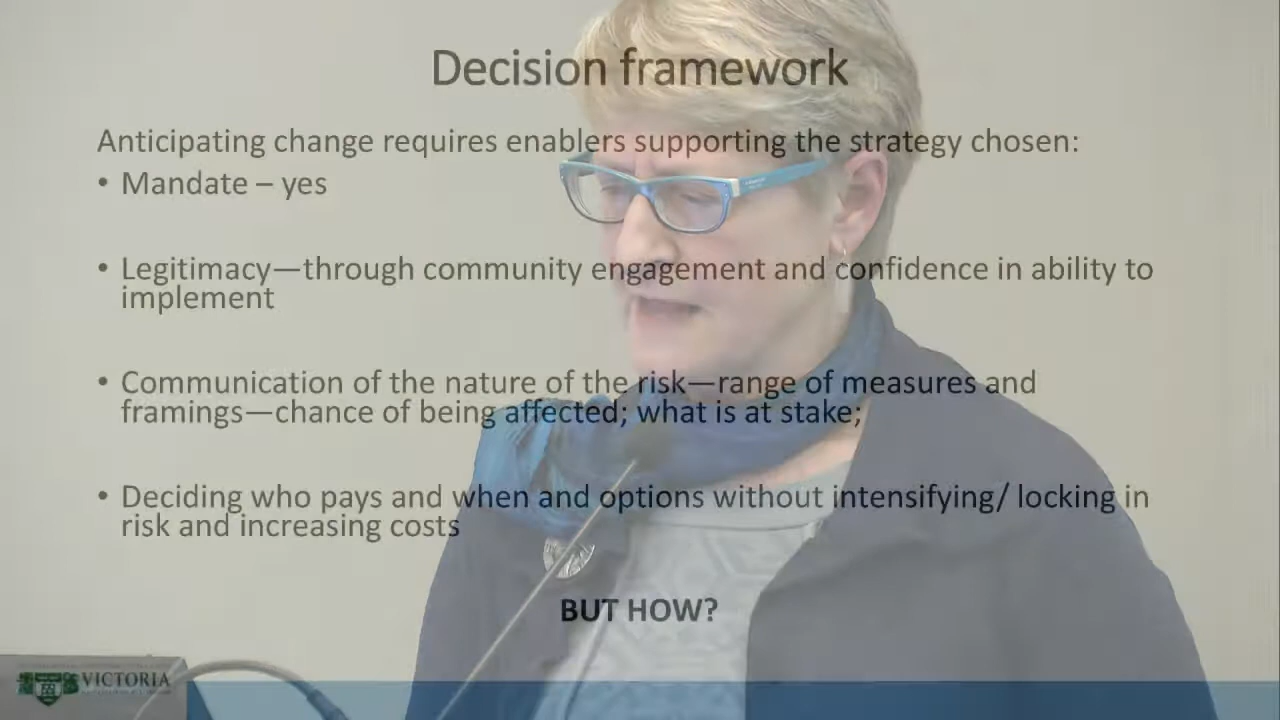 Decision framework
Anticipating change requires enablers supporting the strategy chosen:
• Mandate – yes
• Legitimacy—through community engagement and confidence in ability to
implement
• Communication of the nature of the risk—range of measures and
framings—chance of being affected; what is at stake;
• Deciding who pays and when and options without intensifying/ locking in
risk and increasing costs
BUT HOW?
VICTORIA